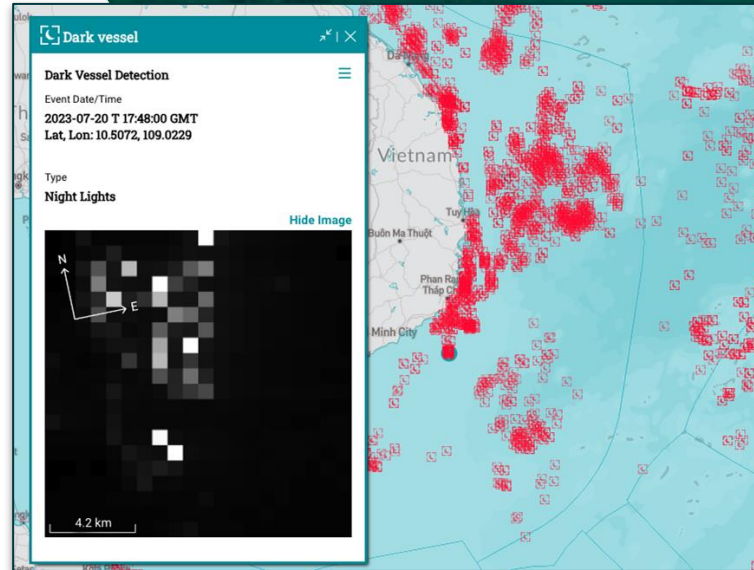 Dark vessel
Dark Vessel Detection
Event Date/Time
2023-07-20 T 17:48:00 GMT
Lat, Lon: 10.5072, 109.0229
Type
Night Lights
Hide Image
N
E
4.2 km
Vietnam
Tuy Hòa
Buôn Ma Thuột
Phan Rang
Minh City